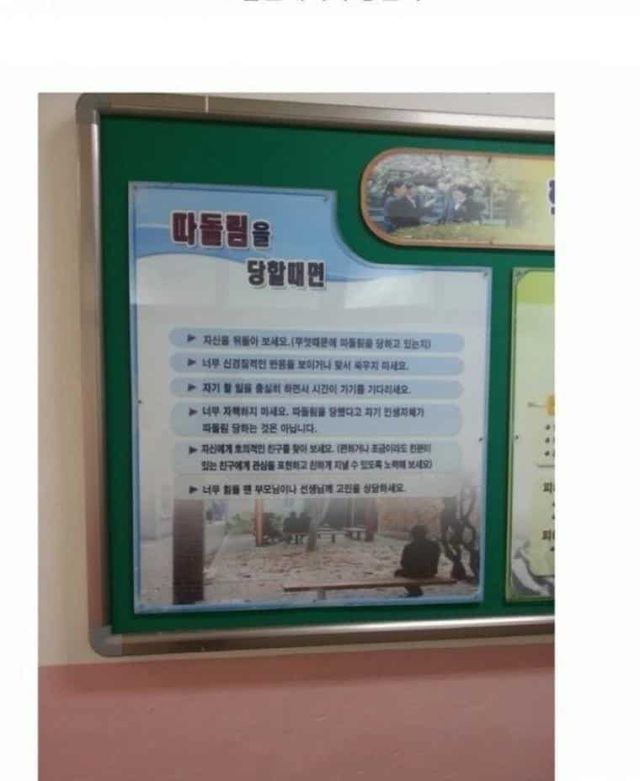 따돌림을
당할때면
▶ 자신을 뒤돌아 보세요.(무엇때문에 따돌림을 당하고 있는지)
▶ 너무 신경질적인 반응을 보이거나 맞서 싸우지 마세요.
▶ 자기 할 일을 충실히 하면서 시간이 가기를 기다리세요.
▶ 너무 자책하지 마세요. 따돌림을 당했다고 자기 인생자체가
따돌림 당하는 것은 아닙니다.
▶ 자신에게 호의적인 친구를 찾아 보세요. (편하거나 조금이라도 친분이
있는 친구에게 관심을 표현하고 친하게 지낼 수 있도록 노력해 보세요)
▶ 너무 힘들 땐 부모님이나 선생님께 고민을 상담하세요.